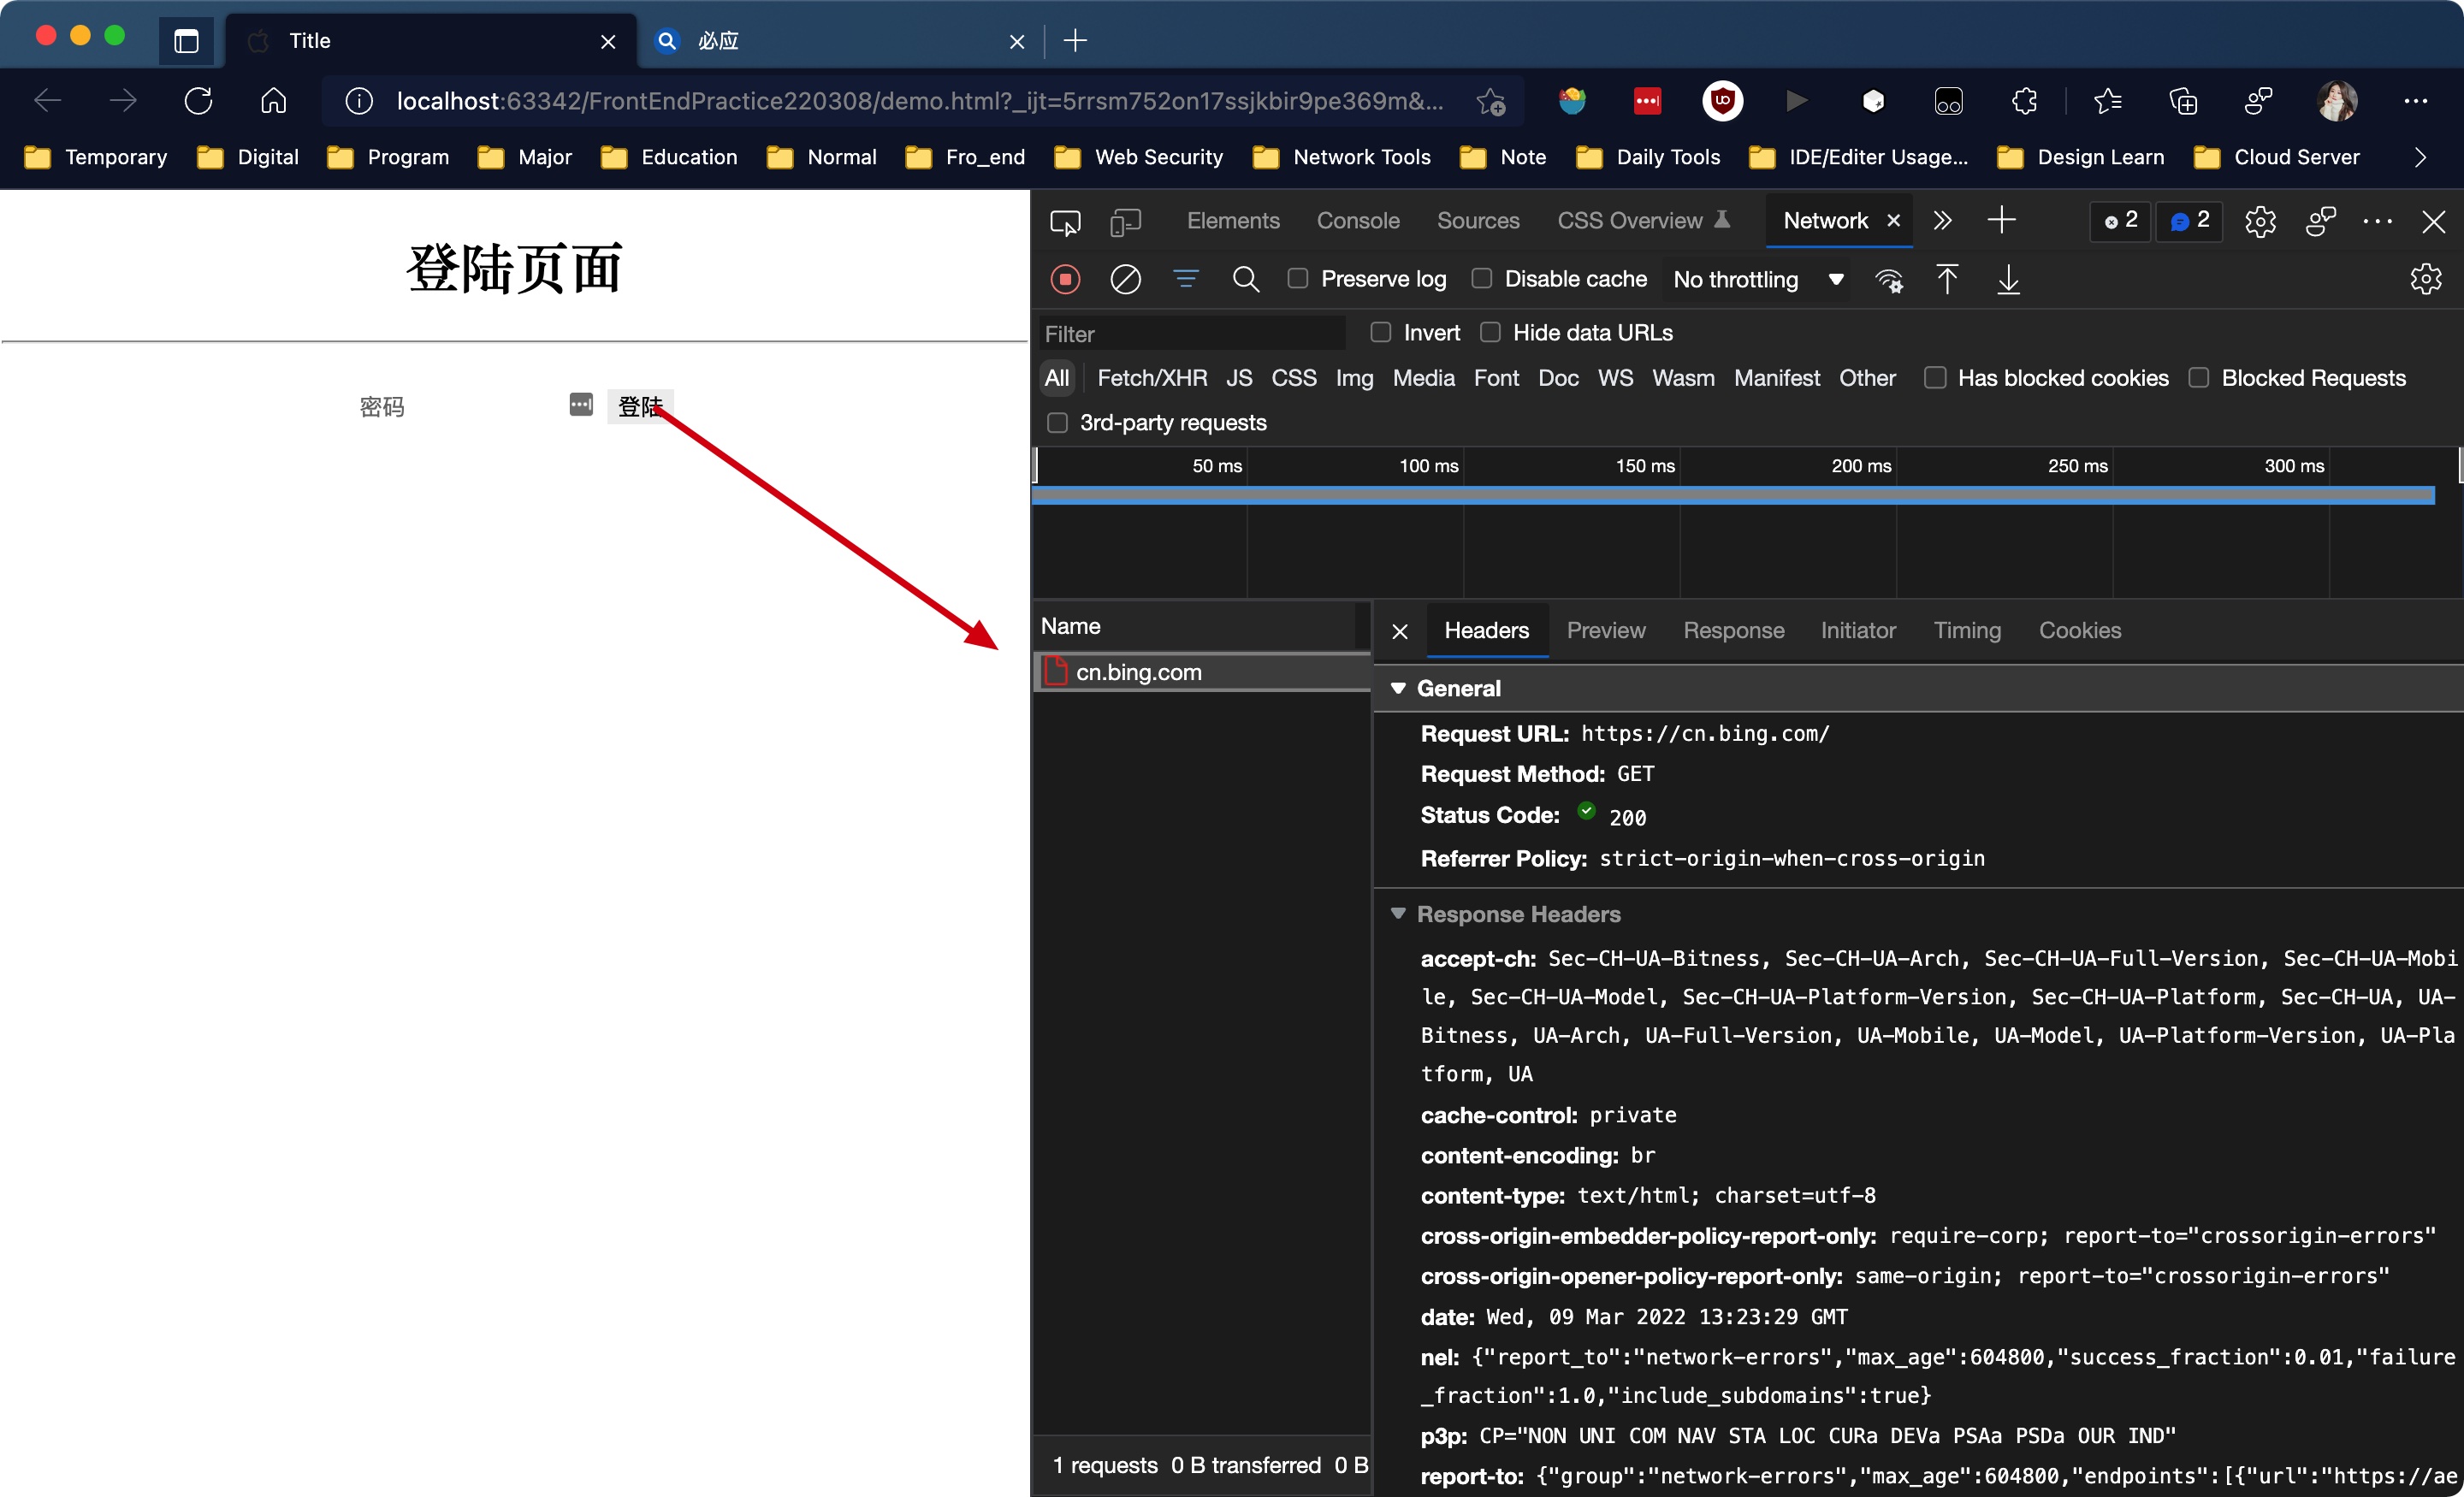 Title
必应
localhost:63342/FrontEndPractice220308/demo.html?_ijt=5rrsm752on17ssjkbir9pe369m&...
Temporary Digital Program Major Education Normal Fro_end Web Security Network Tools Note Daily Tools IDE/Editer Usage... Design Learn Cloud Server
登陆页面
密码
登陆
Elements Console Sources CSS Overview Network 2 2
Preserve log Disable cache No throttling
Filter Invert Hide data URLs
All Fetch/XHR JS CSS Img Media Font Doc WS Wasm Manifest Other Has blocked cookies Blocked Requests
3rd-party requests
50 ms 100 ms 150 ms 200 ms 250 ms 300 ms
Name
cn.bing.com
1 requests 0 B transferred 0 B
Headers Preview Response Initiator Timing Cookies
General
Request URL: https://cn.bing.com/
Request Method: GET
Status Code: 200
Referrer Policy: strict-origin-when-cross-origin
Response Headers
accept-ch: Sec-CH-UA-Bitness, Sec-CH-UA-Arch, Sec-CH-UA-Full-Version, Sec-CH-UA-Mobi
le, Sec-CH-UA-Model, Sec-CH-UA-Platform-Version, Sec-CH-UA-Platform, Sec-CH-UA, UA-
Bitness, UA-Arch, UA-Full-Version, UA-Mobile, UA-Model, UA-Platform-Version, UA-Pla
tform, UA
cache-control: private
content-encoding: br
content-type: text/html; charset=utf-8
cross-origin-embedder-policy-report-only: require-corp; report-to="crossorigin-errors"
cross-origin-opener-policy-report-only: same-origin; report-to="crossorigin-errors"
date: Wed, 09 Mar 2022 13:23:29 GMT
nel: {"report_to":"network-errors","max_age":604800,"success_fraction":0.01,"failure
_fraction":1.0,"include_subdomains":true}
p3p: CP="NON UNI COM NAV STA LOC CURa DEVa PSAa PSDa OUR IND"
report-to: {"group":"network-errors","max_age":604800,"endpoints":[{"url":"https://ae